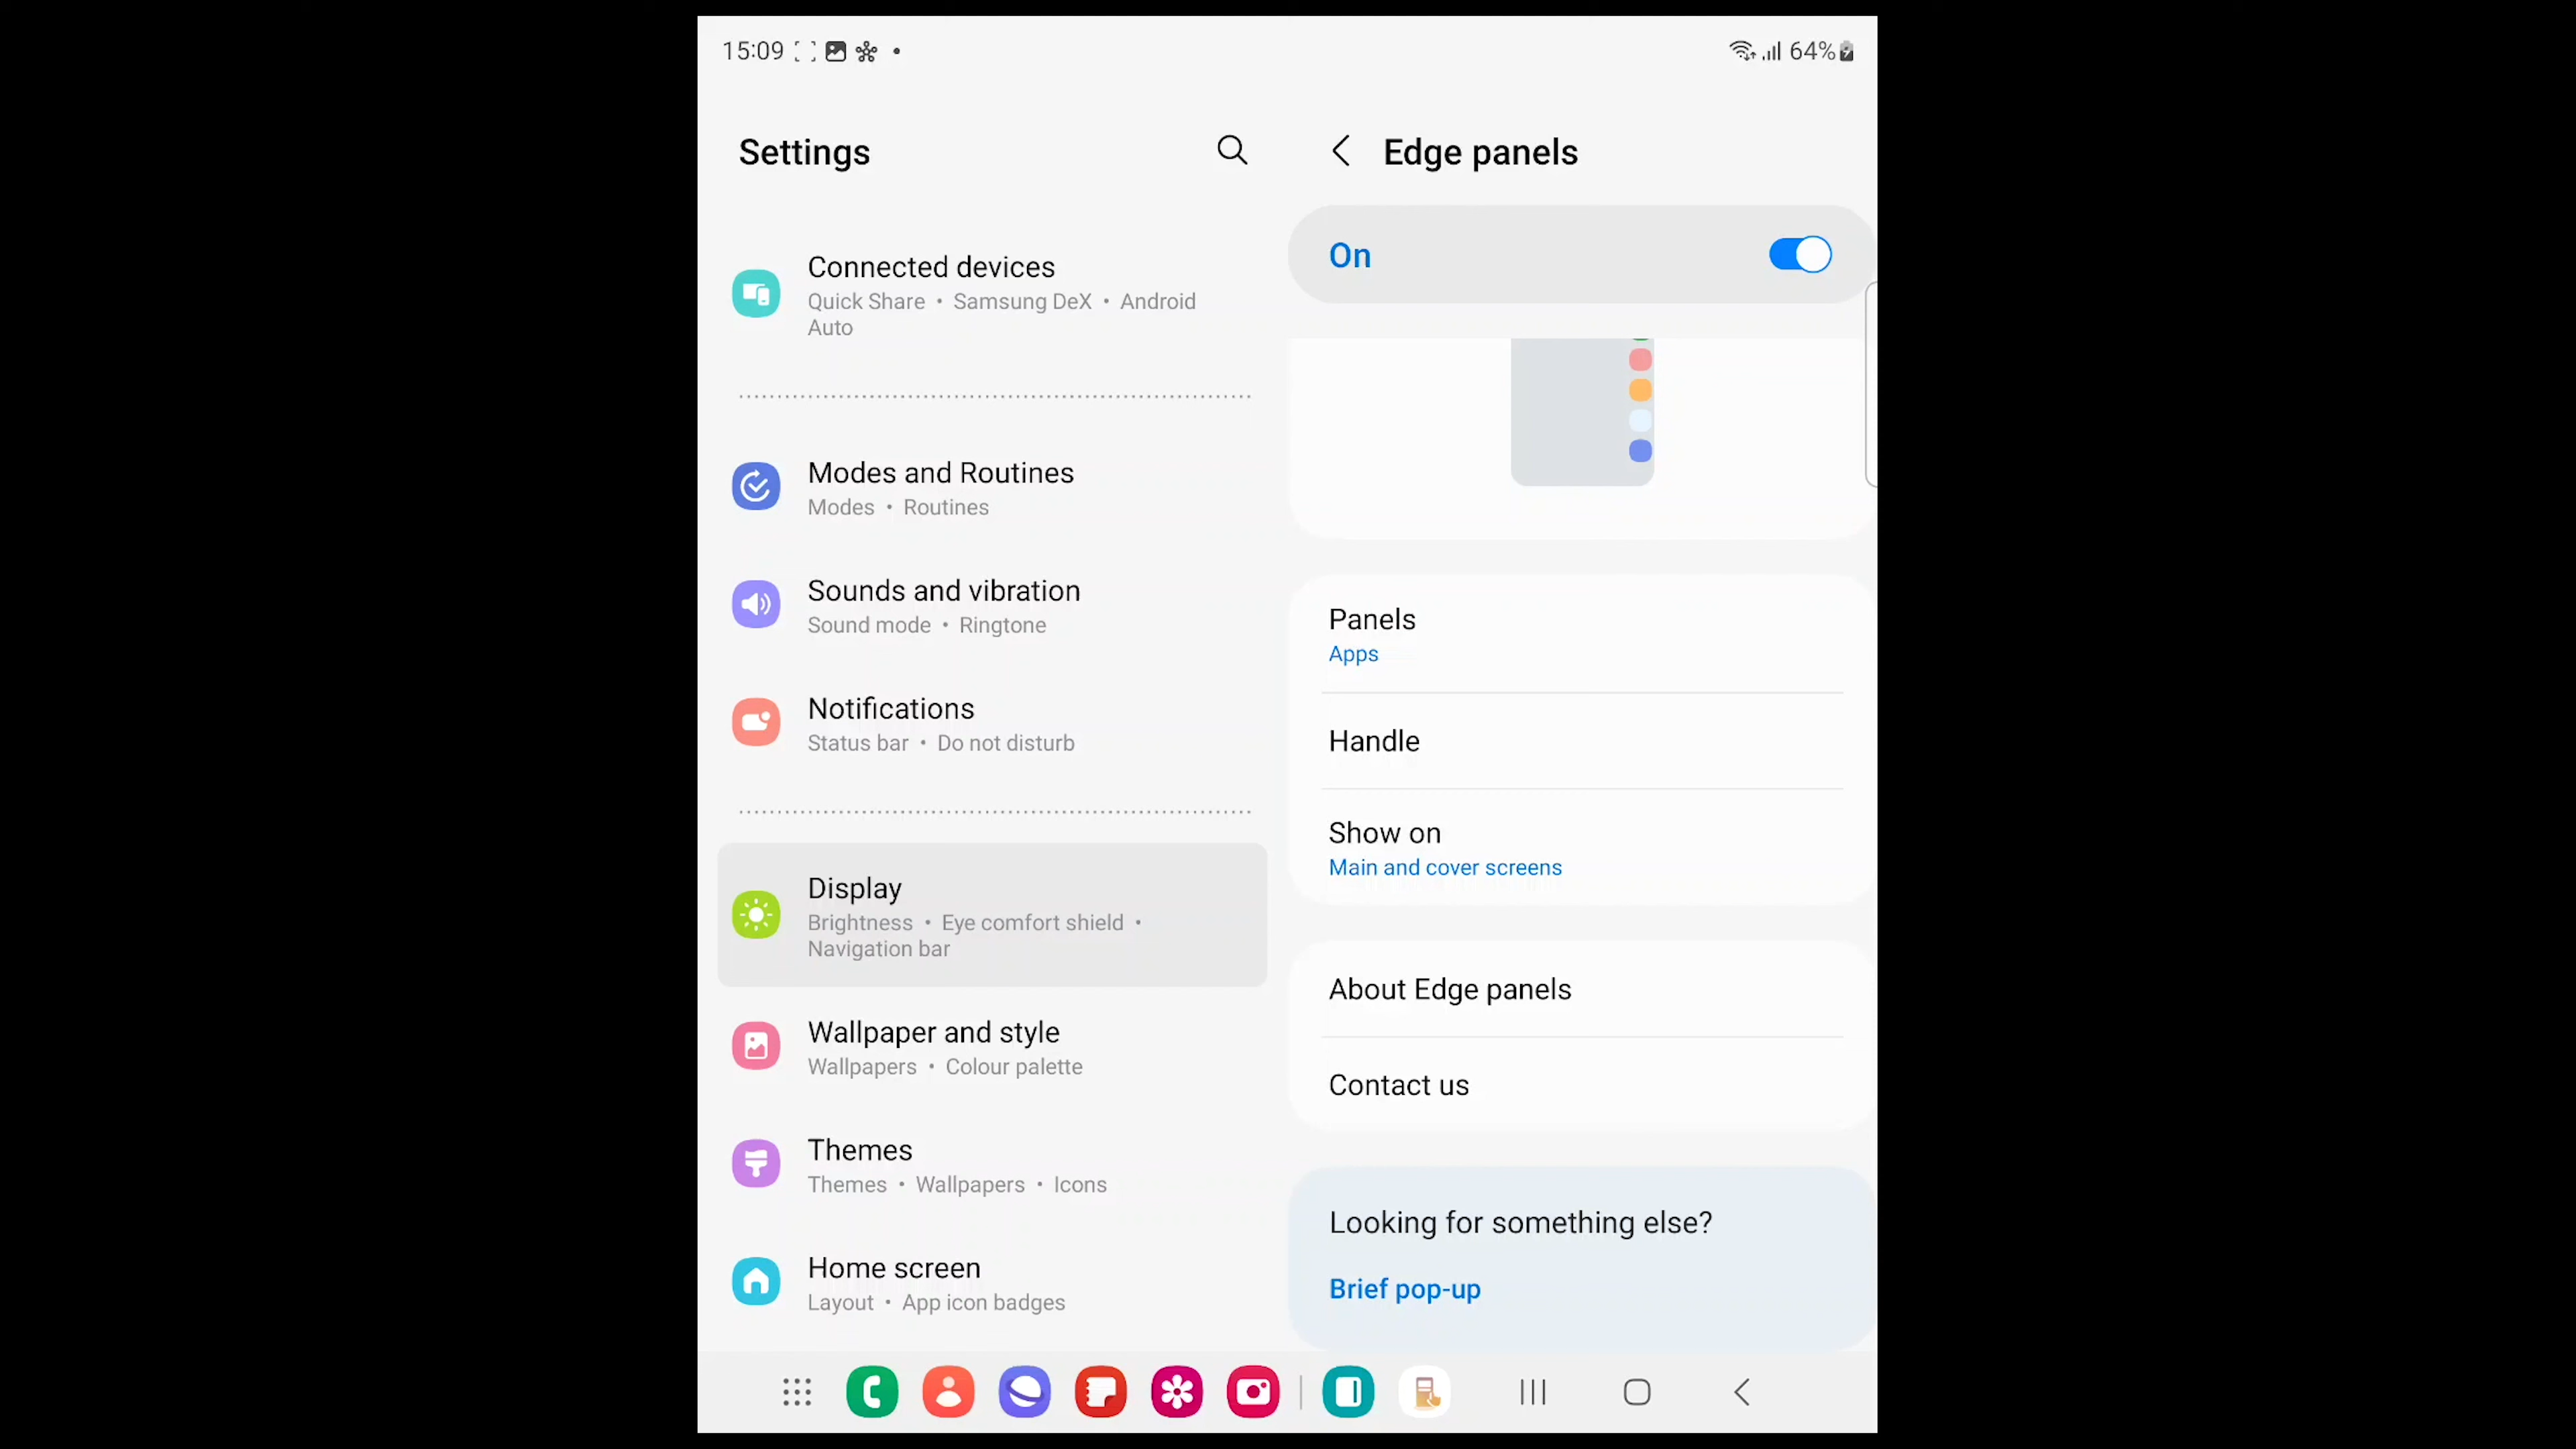 15:09
64%
Settings
Connected devices
Quick Share • Samsung DeX • Android
Auto
Modes and Routines
Modes • Routines
Sounds and vibration
Sound mode • Ringtone
Notifications
Status bar • Do not disturb
Display
Brightness • Eye comfort shield •
Navigation bar
Wallpaper and style
Wallpapers • Colour palette
Themes
Themes • Wallpapers • Icons
Home screen
Layout • App icon badges
Edge panels
On
Panels
Apps
Handle
Show on
Main and cover screens
About Edge panels
Contact us
Looking for something else?
Brief pop-up